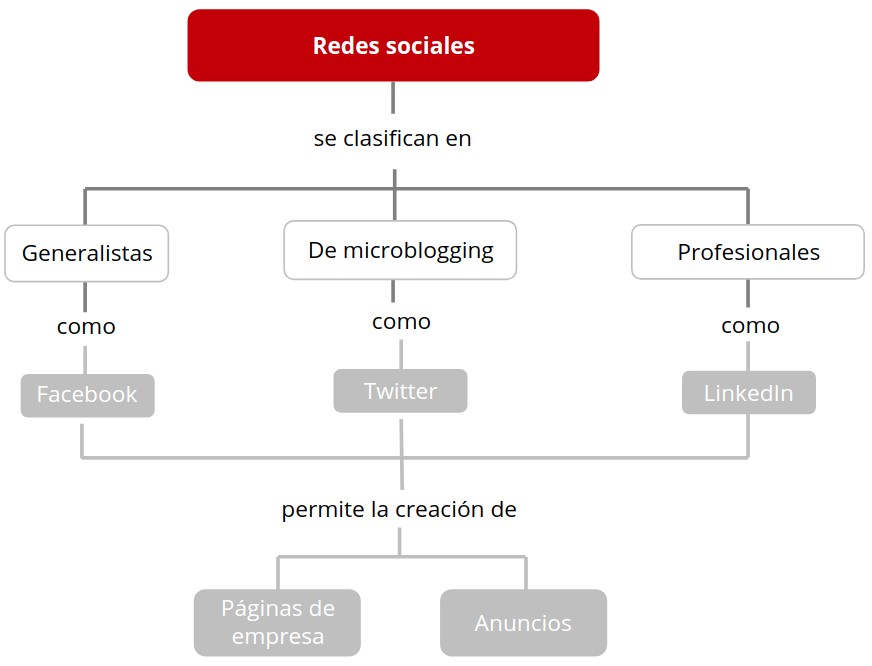 Redes sociales
se clasifican en
Generalistas
De microblogging
Profesionales
como
como
como
Facebook
Twitter
LinkedIn
permite la creación de
Páginas de
empresa
Anuncios